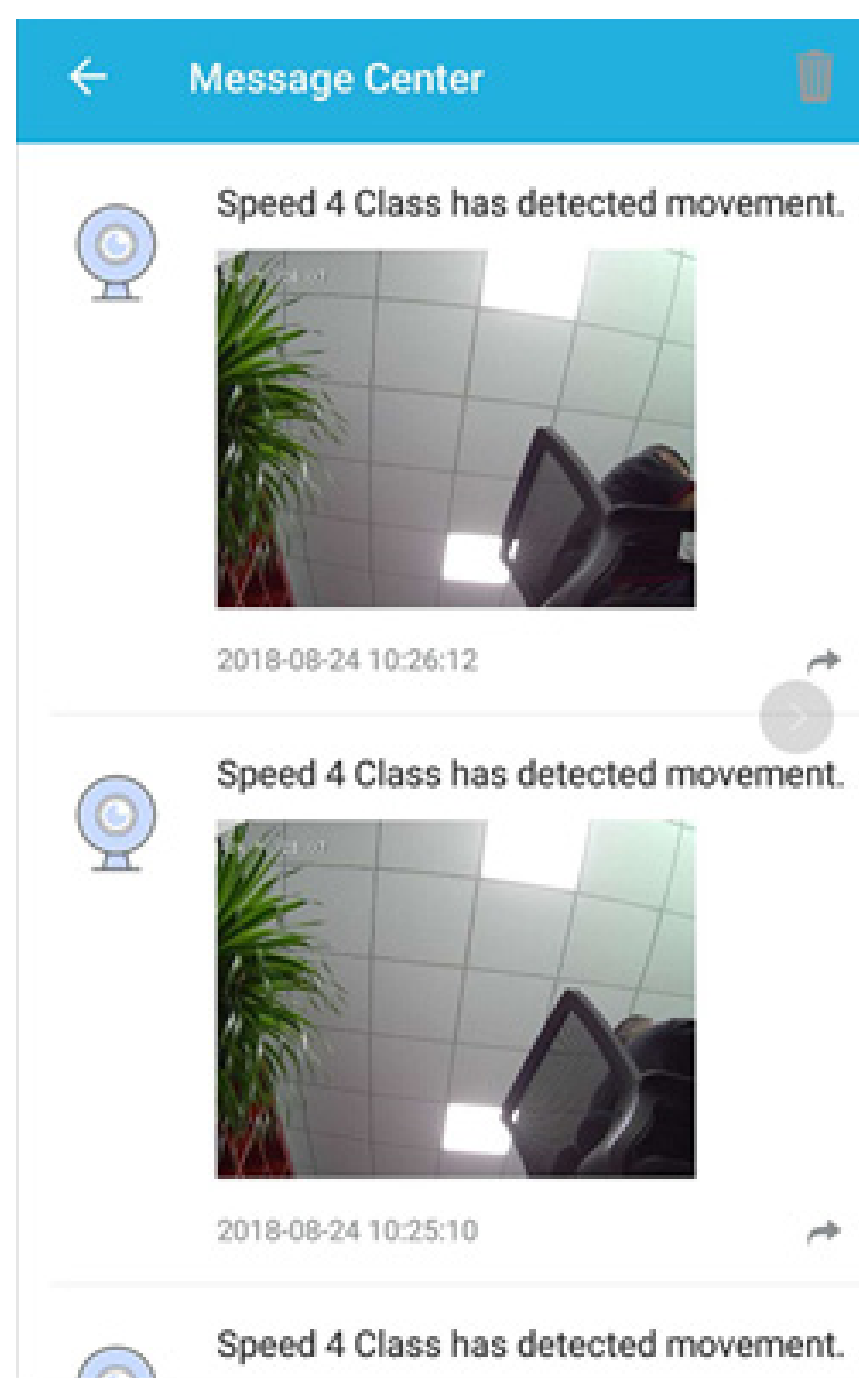 Message Center
Speed 4 Class has detected movement.
2018-08-24 10:26:12
Speed 4 Class has detected movement.
2018-08-24 10:25:10
Speed 4 Class has detected movement.